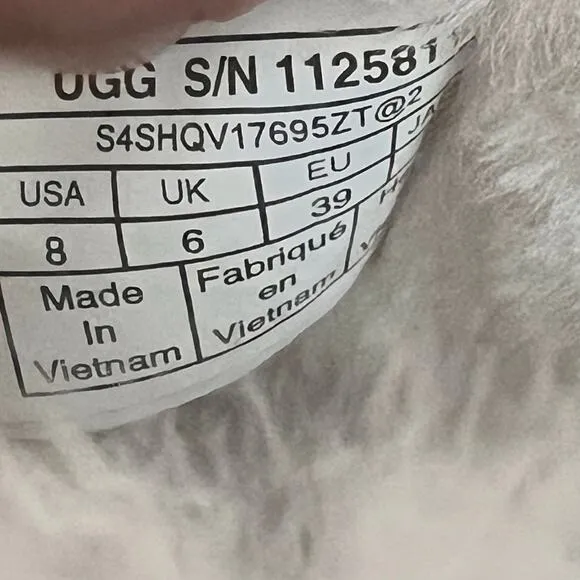 UGG S/N 112581
S4SHQV17695ZT@2
USA UK EU
8 6 39
Made In Vietnam
Fabriqué en Vietnam